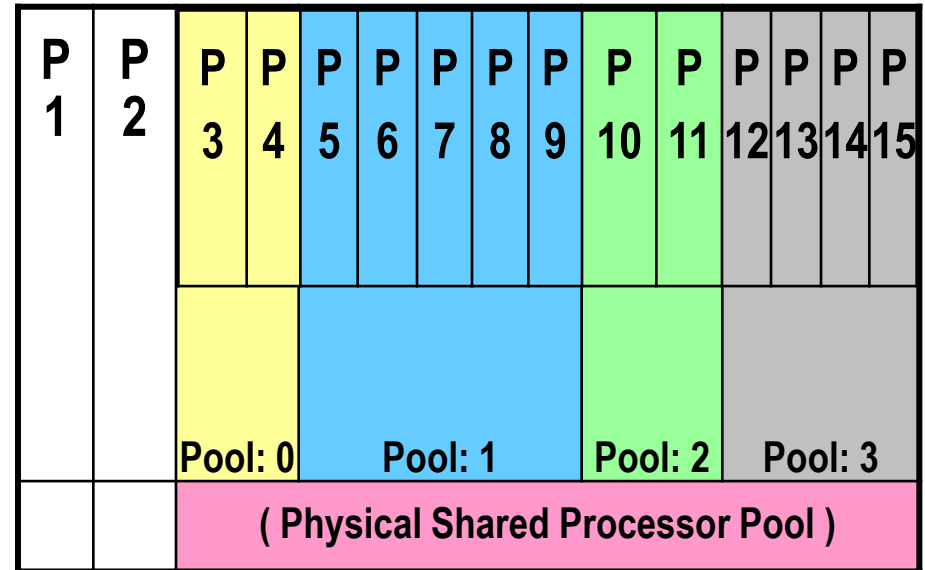 P P P P P P P P P P P P P P P
1 2 3 4 5 6 7 8 9 10 11 12 13 14 15
Pool: 0 Pool: 1 Pool: 2 Pool: 3
( Physical Shared Processor Pool )